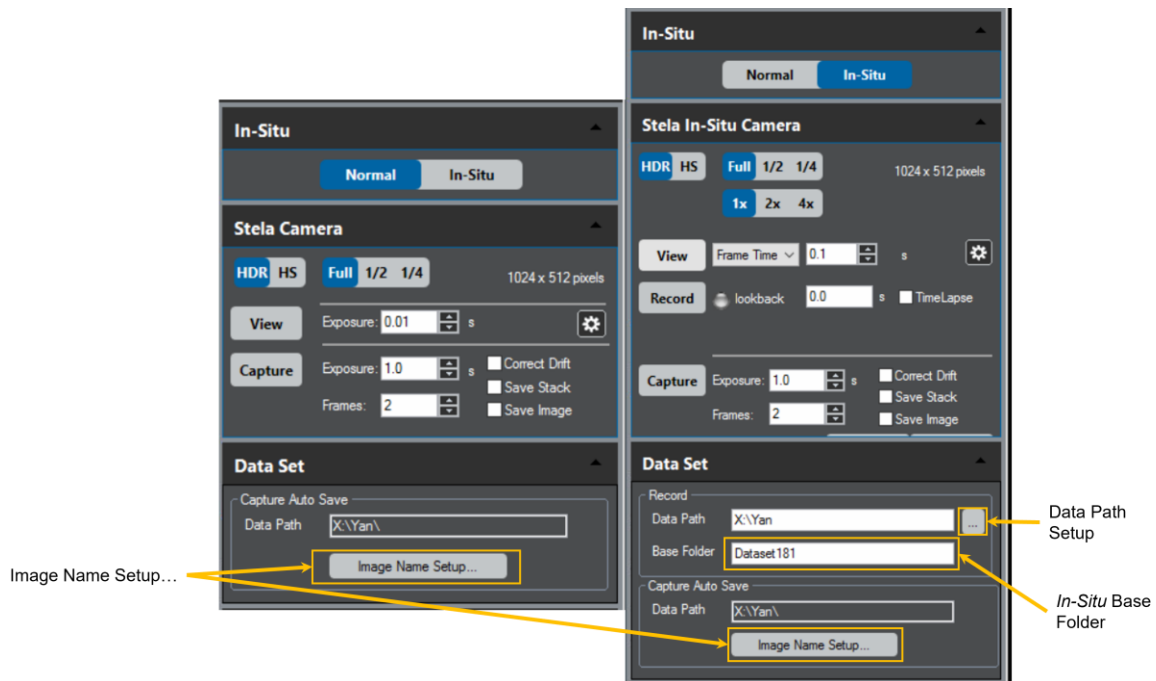 In-Situ
Normal In-Situ
Stela Camera
HDR HS Full 1/2 1/4 1024 x 512 pixels
View Exposure: 0.01 s
Capture Exposure: 1.0 s Correct Drift
Save Stack
Frames: 2 Save Image
Data Set
Capture Auto Save
Data Path X:\Yan\
Image Name Setup...
Image Name Setup...
In-Situ
Normal In-Situ
Stela In-Situ Camera
HDR HS Full 1/2 1/4 1024 x 512 pixels
1x 2x 4x
View Frame Time 0.1 s
Record lookback 0.0 s TimeLapse
Capture Exposure: 1.0 s Correct Drift
Save Stack
Frames: 2 Save Image
Data Set
Record
Data Path X:\Yan ...
Base Folder Dataset181
Capture Auto Save
Data Path X:\Yan\
Image Name Setup...
Data Path
Setup
In-Situ Base
Folder